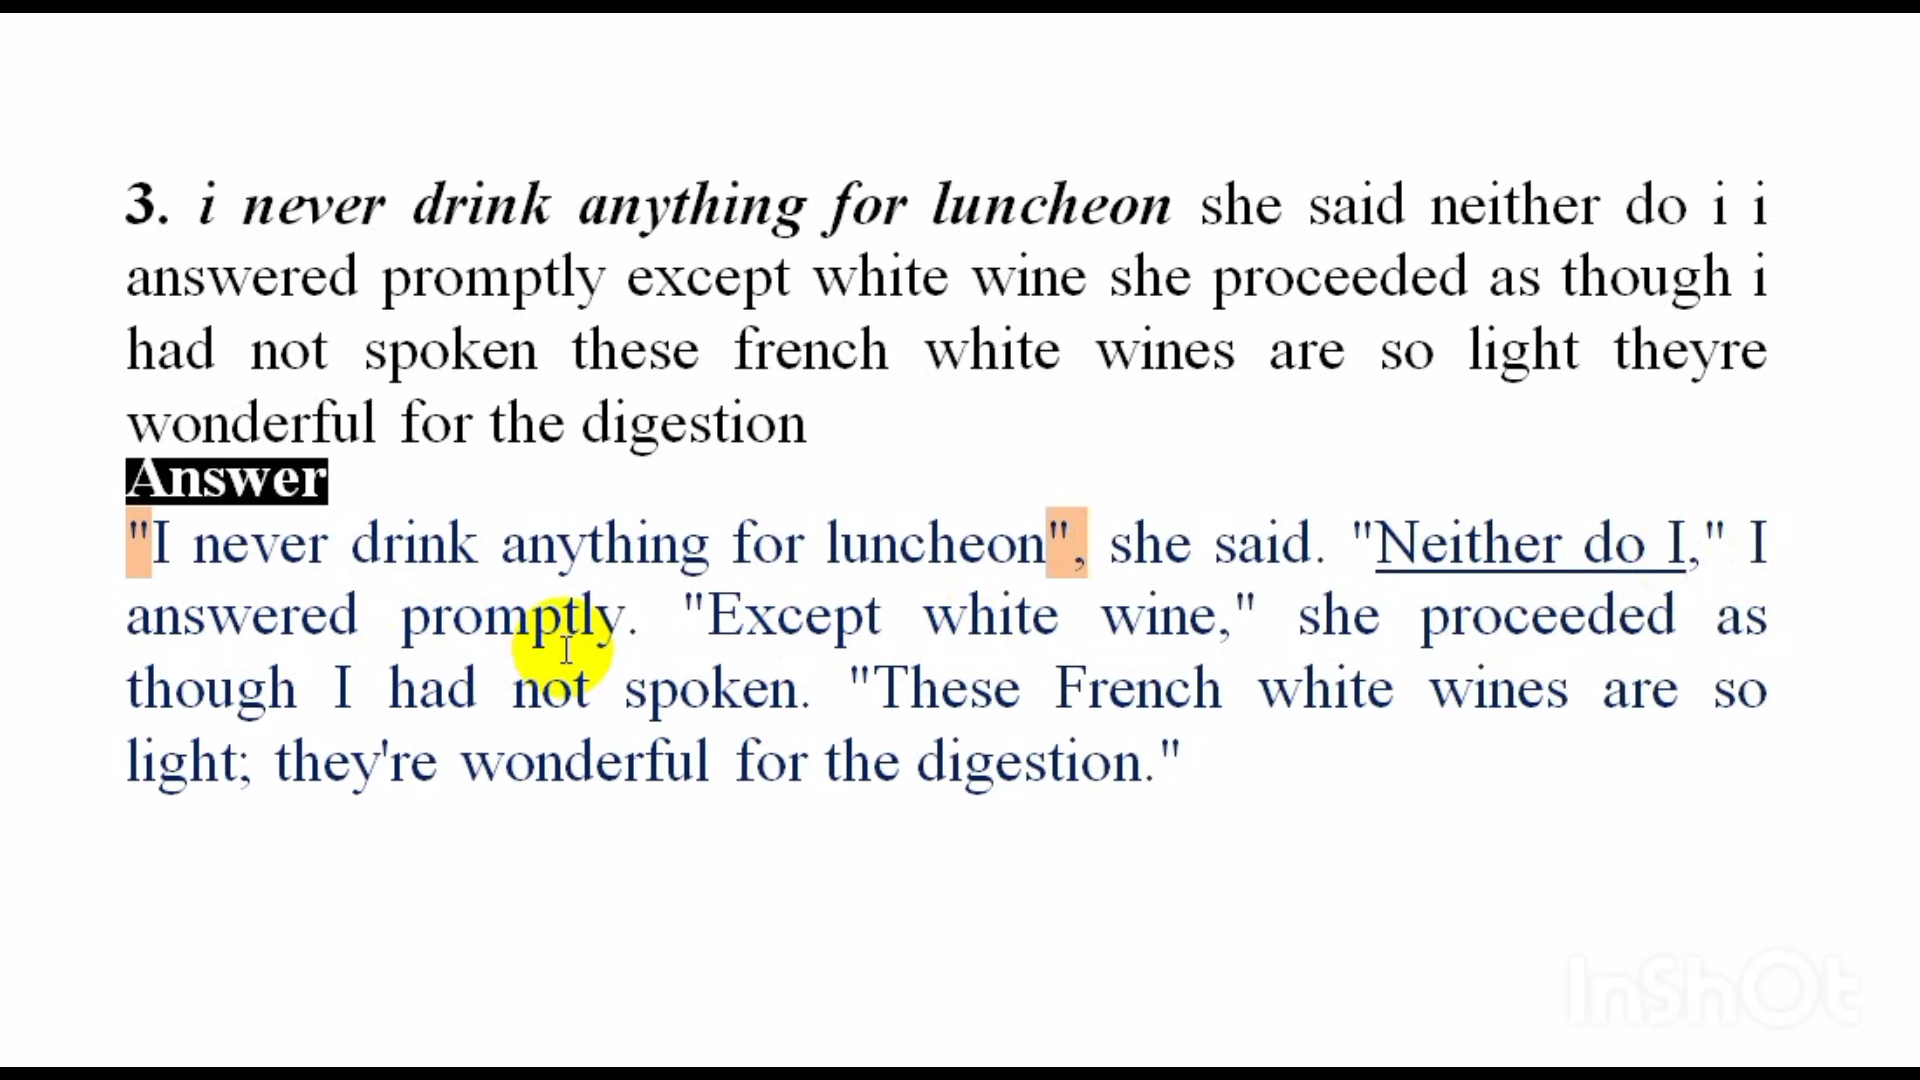 3. i never drink anything for luncheon she said neither do i i
answered promptly except white wine she proceeded as though i
had not spoken these french white wines are so light theyre
wonderful for the digestion
Answer
"I never drink anything for luncheon", she said. "Neither do I," I
answered promptly. "Except white wine," she proceeded as
though I had not spoken. "These French white wines are so
light; they're wonderful for the digestion."
InShOt